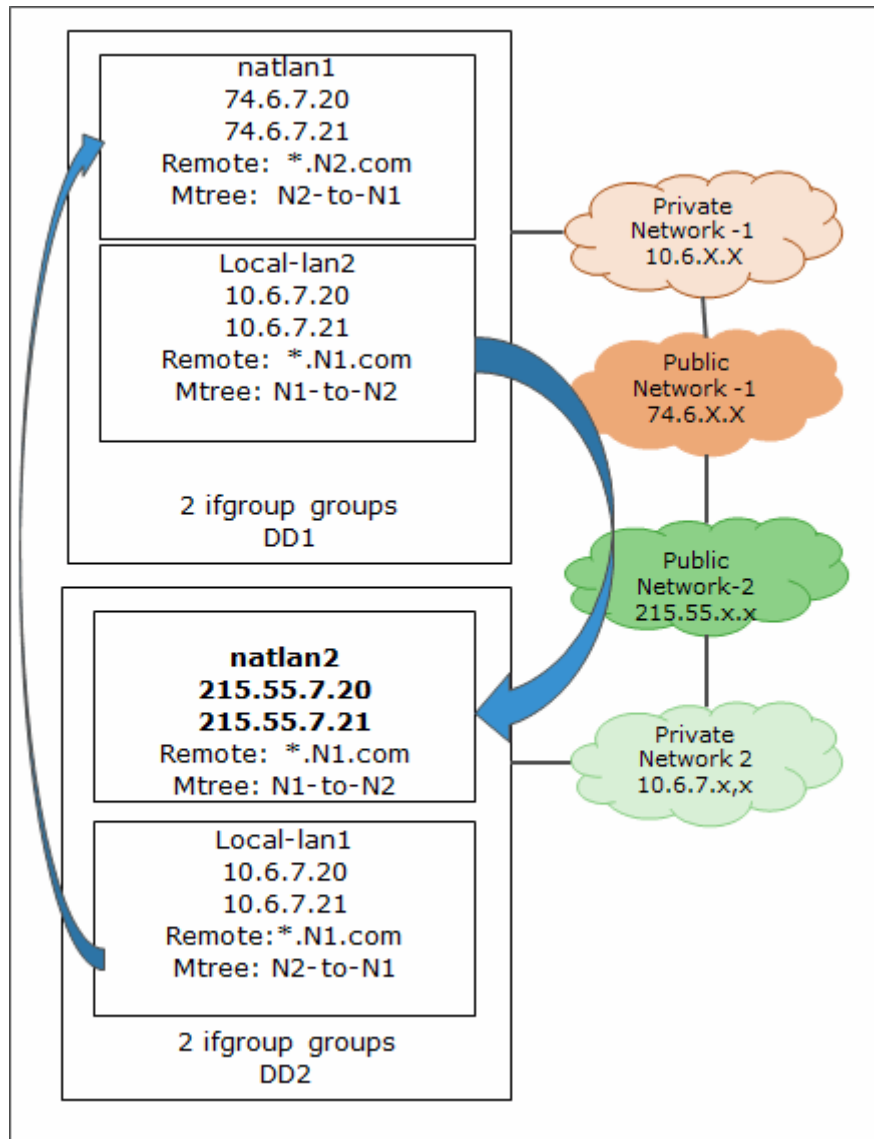 natlan1
74.6.7.20
74.6.7.21
Remote: *.N2.com
Mtree: N2-to-N1
Local-lan2
10.6.7.20
10.6.7.21
Remote: *.N1.com
Mtree: N1-to-N2
2 ifgroup groups
DD1
natlan2
215.55.7.20
215.55.7.21
Remote: *.N1.com
Mtree: N1-to-N2
Local-lan1
10.6.7.20
10.6.7.21
Remote:*.N1.com
Mtree: N2-to-N1
2 ifgroup groups
DD2
Private
Network -1
10.6.X.X
Public
Network -1
74.6.X.X
Public
Network-2
215.55.x.x
Private
Network 2
10.6.7.x,x